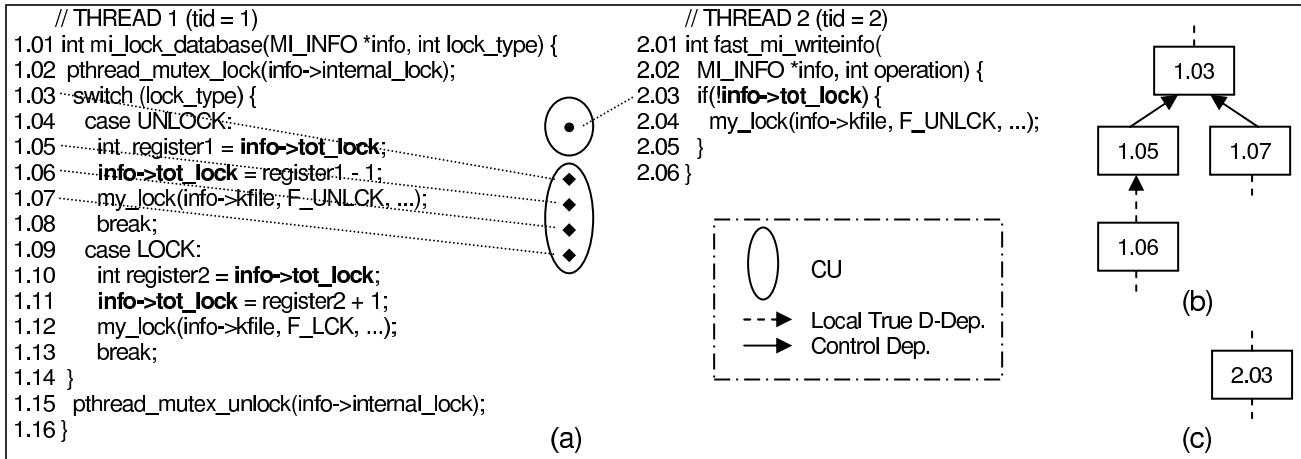 // THREAD 1 (tid = 1)
1.01 int mi_lock_database(MI_INFO *info, int lock_type) {
1.02 pthread_mutex_lock(info->internal_lock);
1.03 switch (lock_type) {
1.04 case UNLOCK:
1.05 int register1 = info->tot_lock;
1.06 info->tot_lock = register1 - 1;
1.07 my_lock(info->kfile, F_UNLCK, ...);
1.08 break;
1.09 case LOCK:
1.10 int register2 = info->tot_lock;
1.11 info->tot_lock = register2 + 1;
1.12 my_lock(info->kfile, F_LCK, ...);
1.13 break;
1.14 }
1.15 pthread_mutex_unlock(info->internal_lock);
1.16 }
(a)
// THREAD 2 (tid = 2)
2.01 int fast_mi_writeinfo(
2.02 MI_INFO *info, int operation) {
2.03 if(!info->tot_lock) {
2.04 my_lock(info->kfile, F_UNLCK, ...);
2.05 }
2.06 }
CU
Local True D-Dep.
Control Dep.
1.03
1.05
1.07
1.06
(b)
2.03
(c)